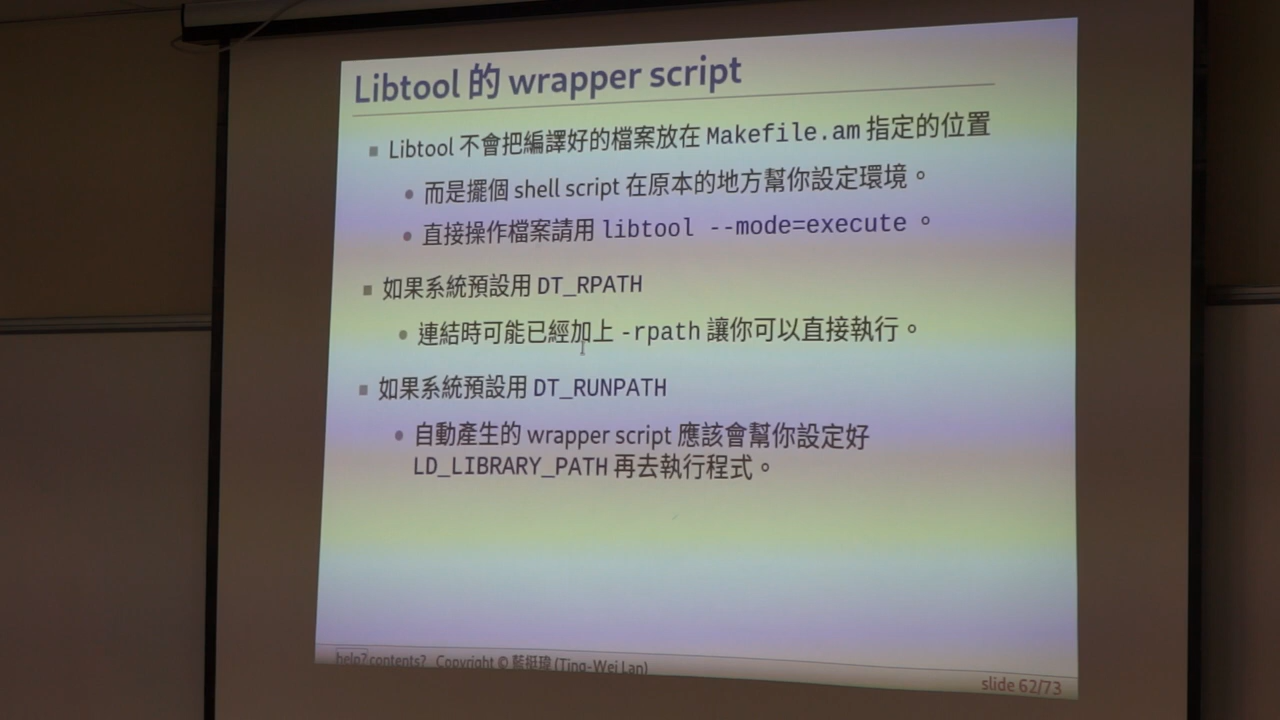 Libtool 的 wrapper script
Libtool 不會把編譯好的檔案放在 Makefile.am 指定的位置
而是擺個 shell script 在原本的地方幫你設定環境。
直接操作檔案請用 libtool --mode=execute 。
如果系統預設用 DT_RPATH
連結時可能已經加上 -rpath 讓你可以直接執行。
如果系統預設用 DT_RUNPATH
自動產生的 wrapper script 應該會幫你設定好
LD_LIBRARY_PATH 再去執行程式。
help? contents? Copyright © 藍挺瑋 (Ting-Wei Lan)
slide 62/73